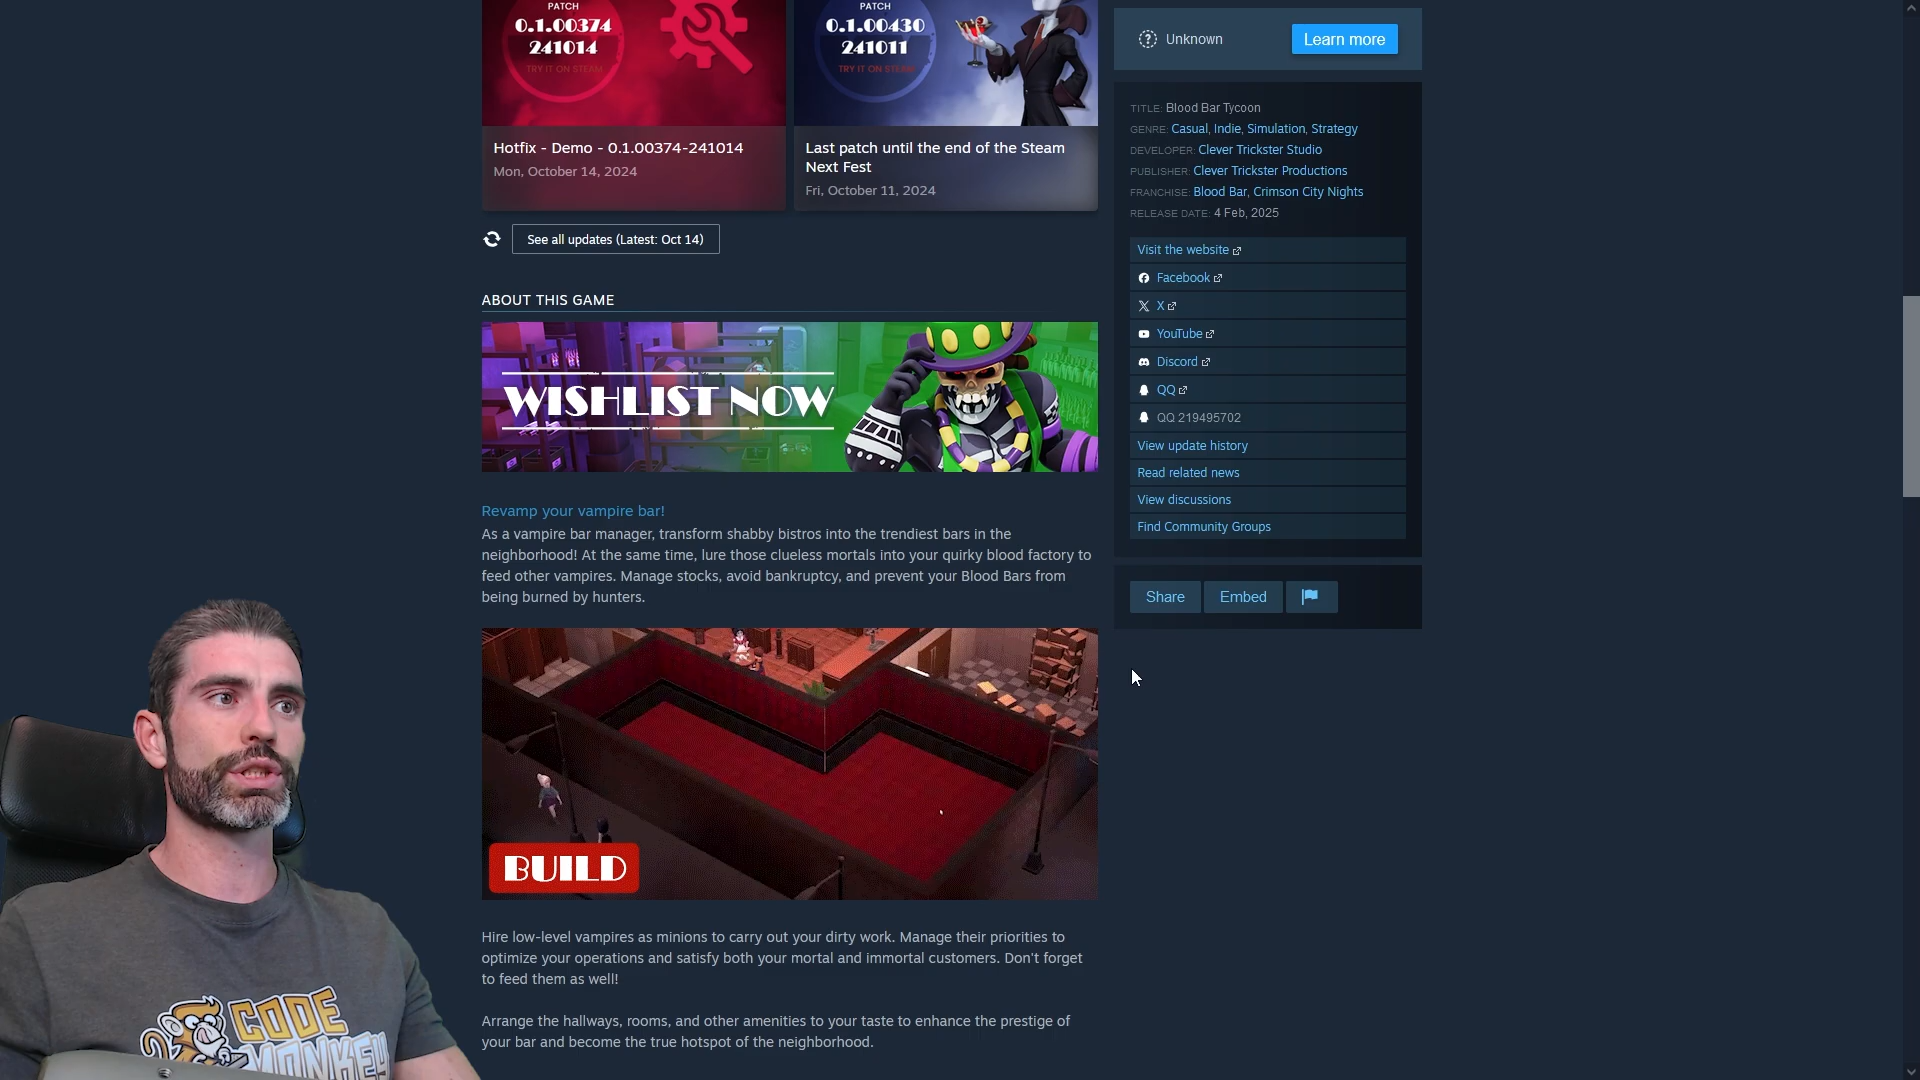 PATCH
0.1.00374
241014
TRY IT ON STEAM
PATCH
0.1.00430
241011
TRY IT ON STEAM
Hotfix - Demo - 0.1.00374-241014
Mon, October 14, 2024
Last patch until the end of the Steam
Next Fest
Fri, October 11, 2024
See all updates (Latest: Oct 14)
ABOUT THIS GAME
WISHLIST NOW
Revamp your vampire bar!
As a vampire bar manager, transform shabby bistros into the trendiest bars in the
neighborhood! At the same time, lure those clueless mortals into your quirky blood factory to
feed other vampires. Manage stocks, avoid bankruptcy, and prevent your Blood Bars from
being burned by hunters.
BUILD
Hire low-level vampires as minions to carry out your dirty work. Manage their priorities to
optimize your operations and satisfy both your mortal and immortal customers. Don't forget
to feed them as well!
Arrange the hallways, rooms, and other amenities to your taste to enhance the prestige of
your bar and become the true hotspot of the neighborhood.
Unknown
Learn more
TITLE: Blood Bar Tycoon
GENRE: Casual, Indie, Simulation, Strategy
DEVELOPER: Clever Trickster Studio
PUBLISHER: Clever Trickster Productions
FRANCHISE: Blood Bar, Crimson City Nights
RELEASE DATE: 4 Feb, 2025
Visit the website
Facebook
X
YouTube
Discord
QQ
QQ 219495702
View update history
Read related news
View discussions
Find Community Groups
Share
Embed
CODE
MONKEY